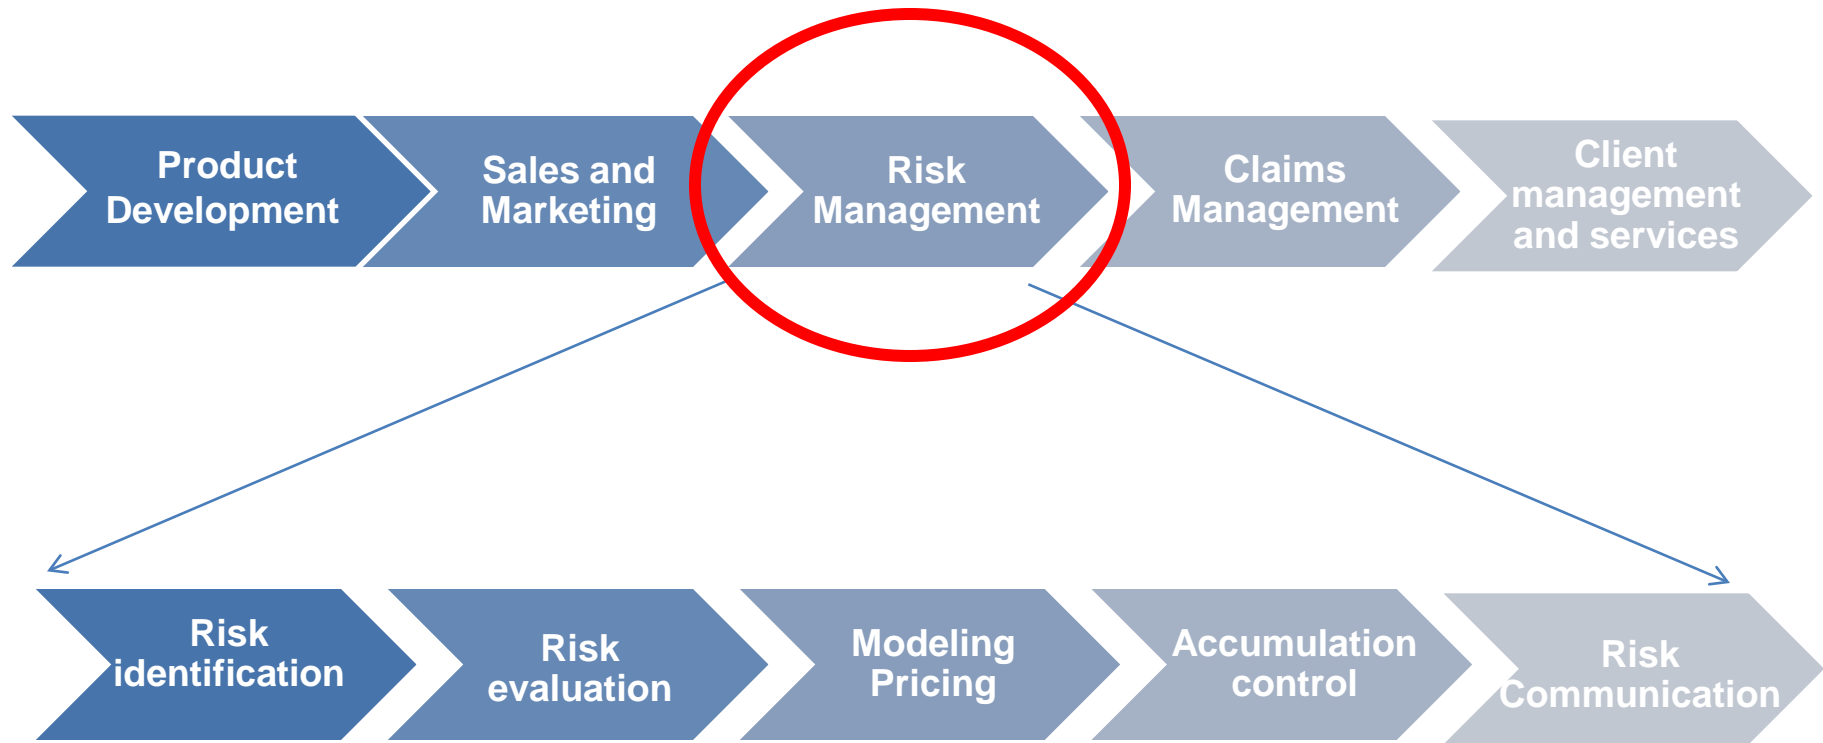 Product
Development
Sales and
Marketing
Risk
Management
Claims
Management
Client
management
and services
Risk
identification
Risk
evaluation
Modeling
Pricing
Accumulation
control
Risk
Communication